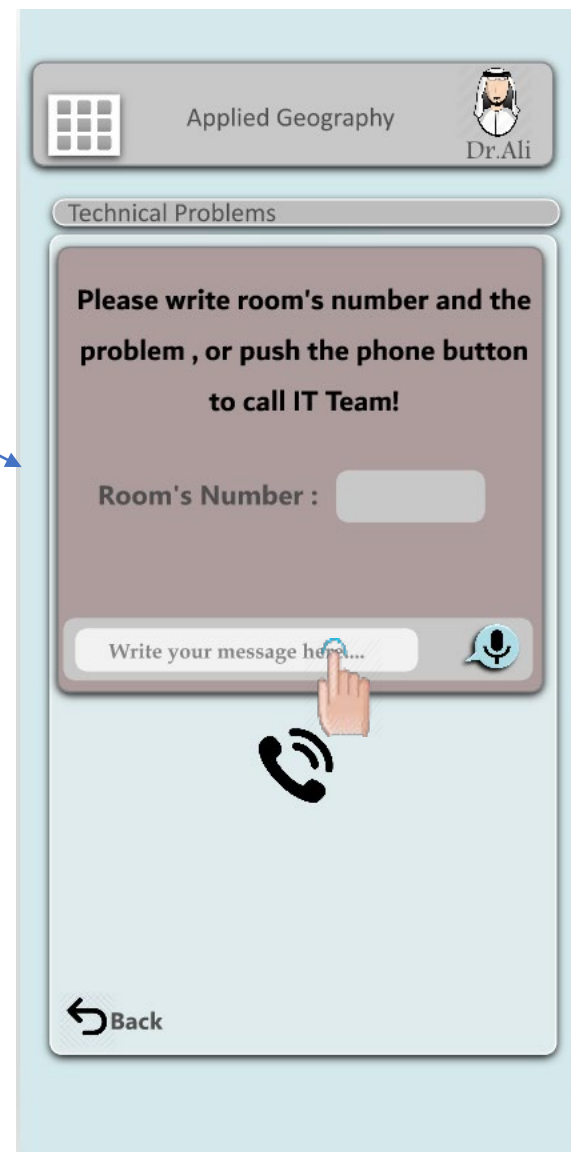 Applied Geography
Dr.Ali
Technical Problems
Please write room's number and the
problem , or push the phone button
to call IT Team!
Room's Number :
Write your message here....
Back